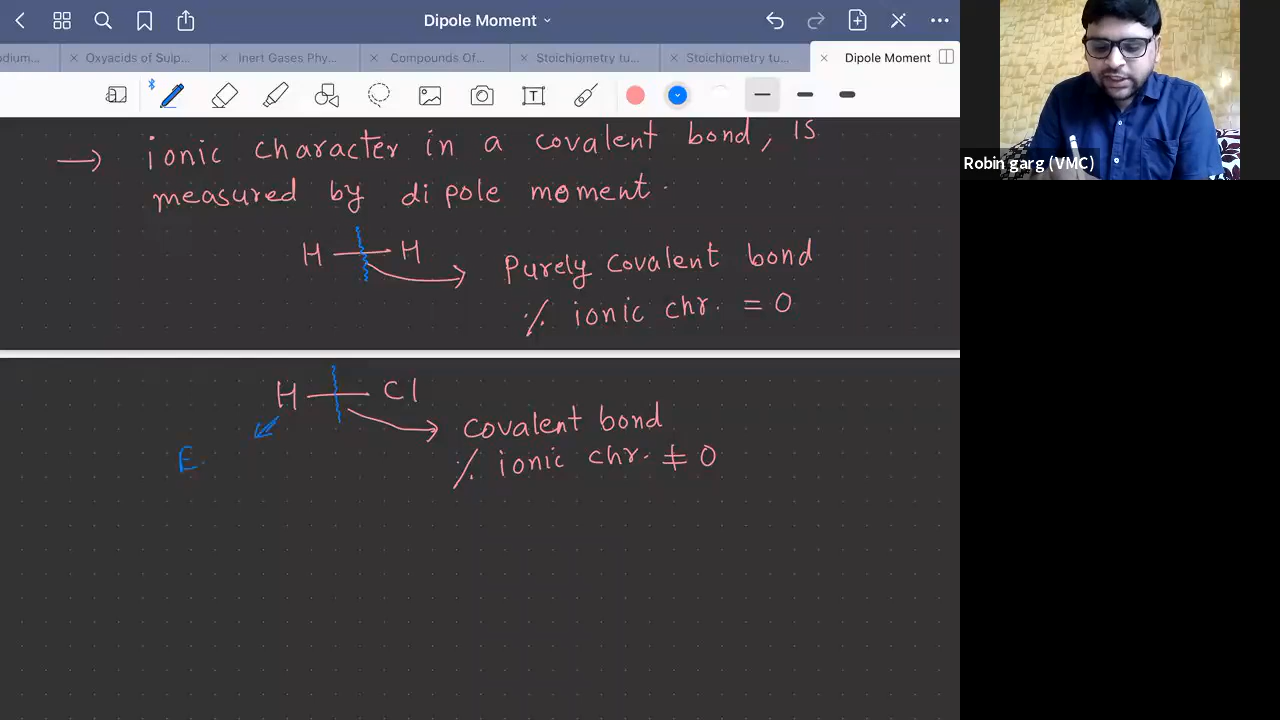 Dipole Moment
odium...
Oxyacids of Sulp...
Inert Gases Phy...
Compounds Of...
Stoichiometry tu...
Stoichiometry tu...
Dipole Moment
T
Robin garg (VMC)
→ ionic character in a covalent bond, is
measured by dipole moment.
H — H
Purely covalent bond
% ionic chr. = 0
H — Cl
covalent bond
% ionic chr. ≠ 0
E